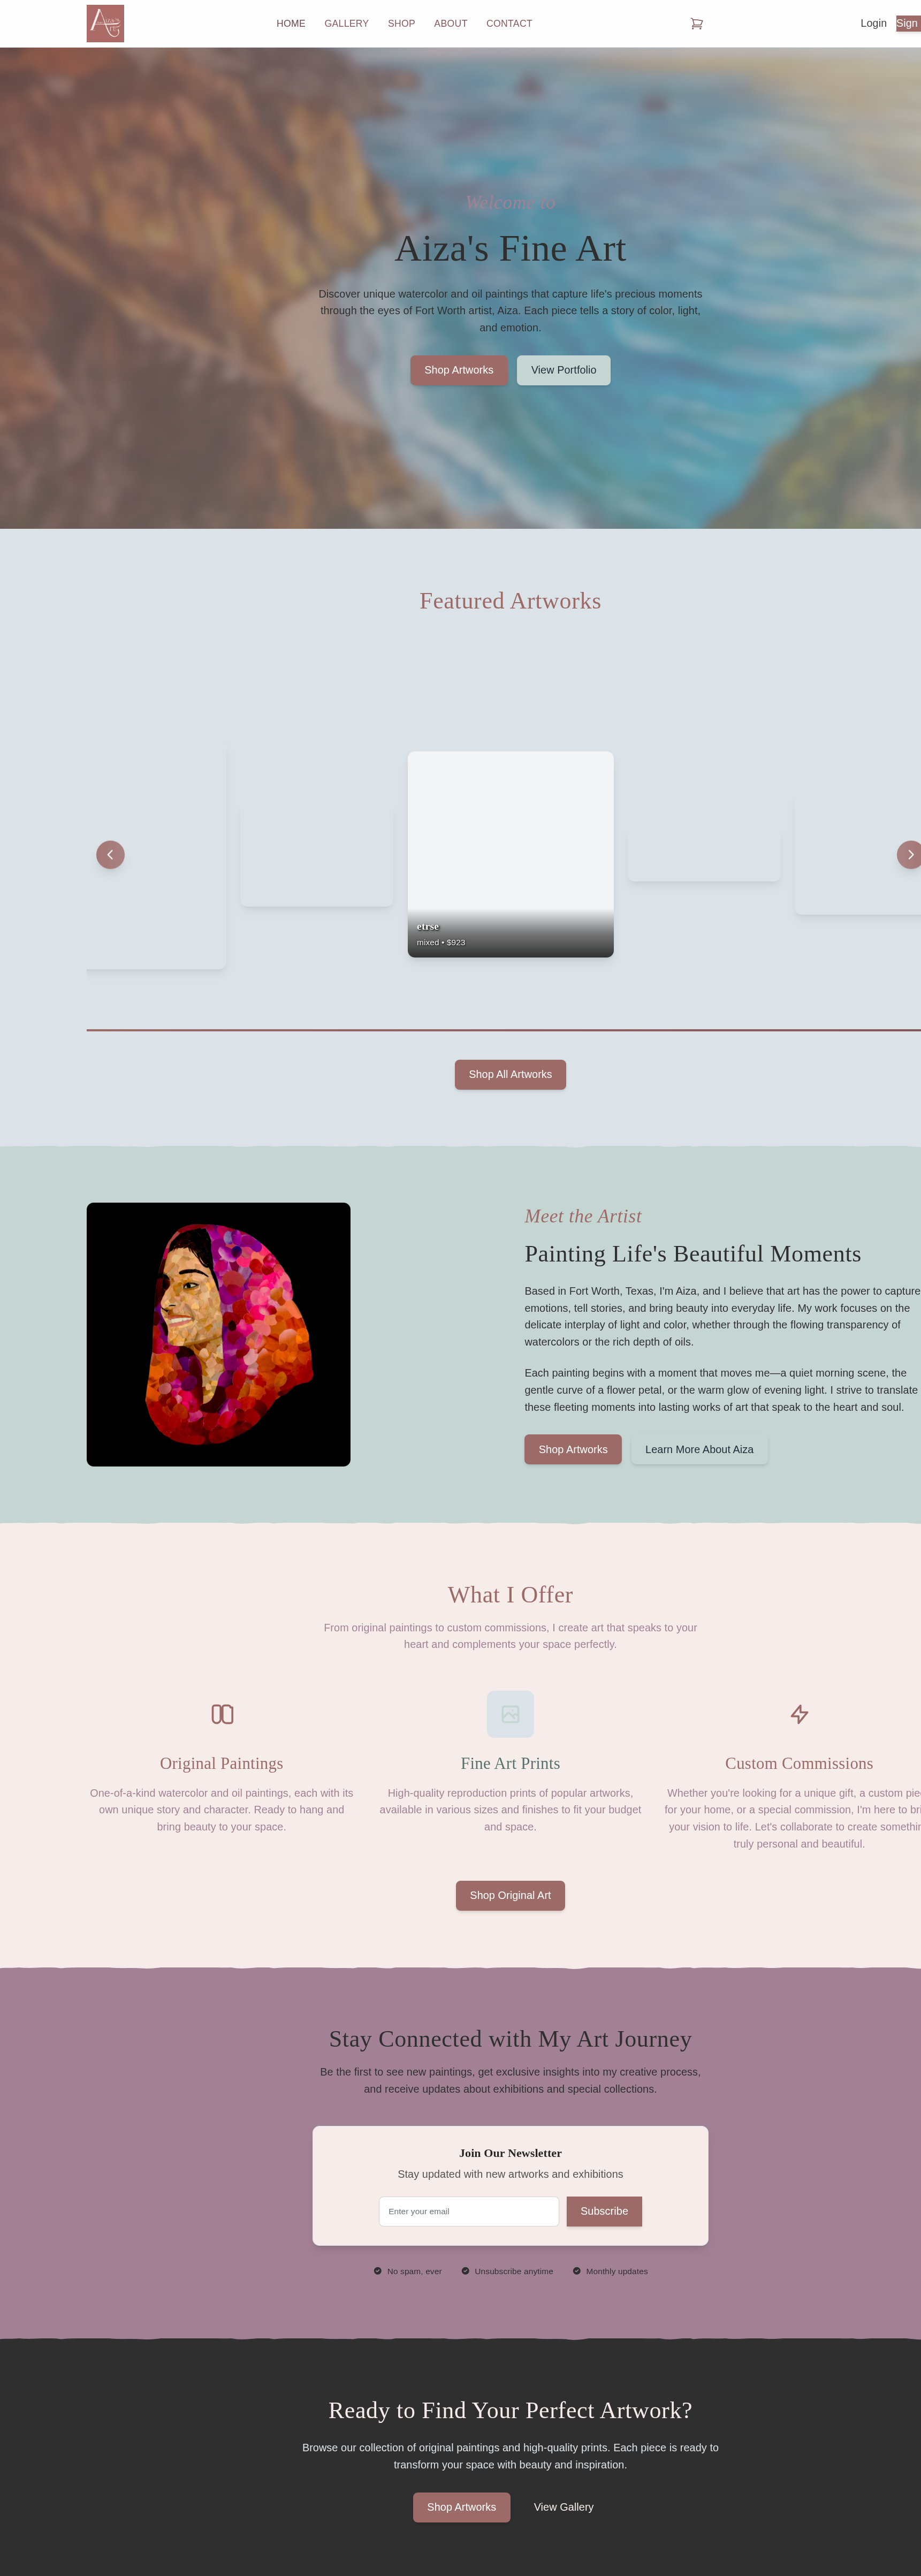 HOME GALLERY SHOP ABOUT CONTACT Login Sign
Welcome to
Aiza's Fine Art
Discover unique watercolor and oil paintings that capture life's precious moments
through the eyes of Fort Worth artist, Aiza. Each piece tells a story of color, light,
and emotion.
Shop Artworks View Portfolio
Featured Artworks
etrse
mixed • $923
Shop All Artworks
Meet the Artist
Painting Life's Beautiful Moments
Based in Fort Worth, Texas, I'm Aiza, and I believe that art has the power to capture
emotions, tell stories, and bring beauty into everyday life. My work focuses on the
delicate interplay of light and color, whether through the flowing transparency of
watercolors or the rich depth of oils.
Each painting begins with a moment that moves me—a quiet morning scene, the
gentle curve of a flower petal, or the warm glow of evening light. I strive to translate
these fleeting moments into lasting works of art that speak to the heart and soul.
Shop Artworks Learn More About Aiza
What I Offer
From original paintings to custom commissions, I create art that speaks to your
heart and complements your space perfectly.
Original Paintings
One-of-a-kind watercolor and oil paintings, each with its
own unique story and character. Ready to hang and
bring beauty to your space.
Fine Art Prints
High-quality reproduction prints of popular artworks,
available in various sizes and finishes to fit your budget
and space.
Custom Commissions
Whether you're looking for a unique gift, a custom
for your home, or a special commission, I'm here to
your vision to life. Let's collaborate to create
truly personal and beautiful.
Shop Original Art
Stay Connected with My Art Journey
Be the first to see new paintings, get exclusive insights into my creative process,
and receive updates about exhibitions and special collections.
Join Our Newsletter
Stay updated with new artworks and exhibitions
Enter your email Subscribe
No spam, ever Unsubscribe anytime Monthly updates
Ready to Find Your Perfect Artwork?
Browse our collection of original paintings and high-quality prints. Each piece is ready to
transform your space with beauty and inspiration.
Shop Artworks View Gallery